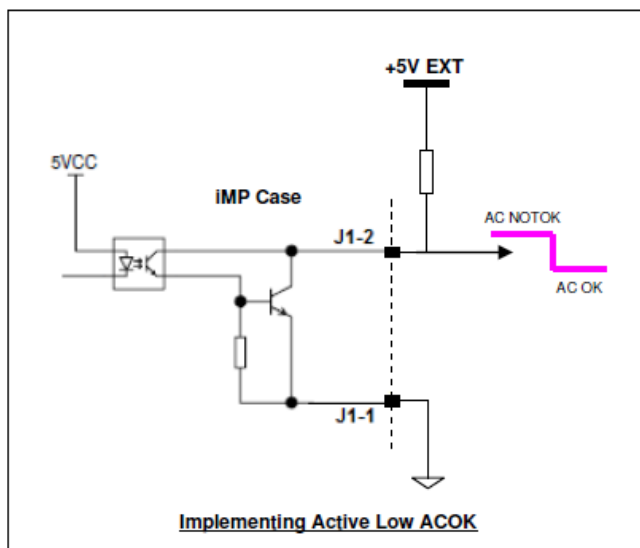 +5V EXT
5VCC
iMP Case
J1-2
AC NOTOK
AC OK
J1-1
Implementing Active Low ACOK